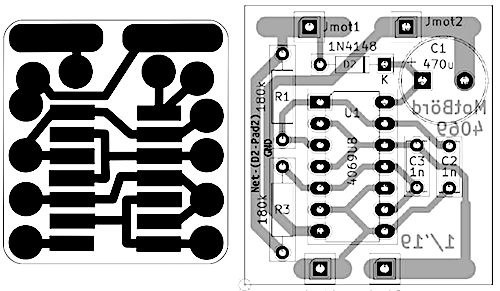 Jmot1
Jmot2
1N4148
C1
470u
D2
K
180k
R1
U1
MotBörd
4069
Net-(D2-Pad2)
GND
4069UB
C3
1n
C2
1n
180k
R3
1/'19